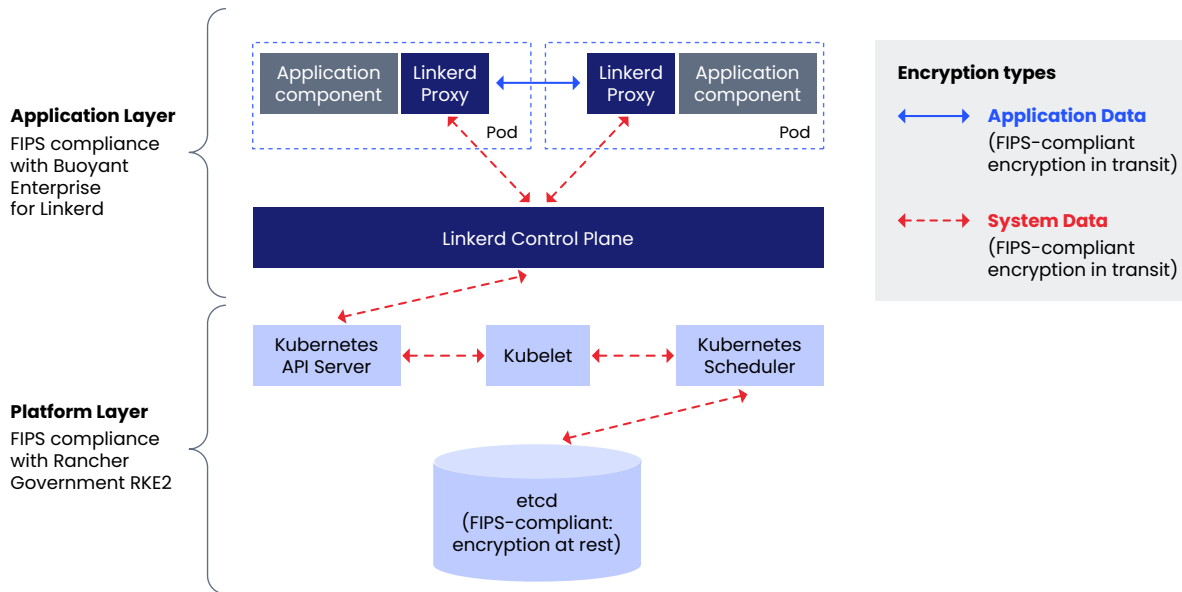 Application Layer
FIPS compliance
with Buoyant
Enterprise
for Linkerd
Application
component
Linkerd
Proxy
Pod
Linkerd
Proxy
Application
component
Pod
Linkerd Control Plane
Encryption types
Application Data
(FIPS-compliant
encryption in transit)
System Data
(FIPS-compliant
encryption in transit)
Platform Layer
FIPS compliance
with Rancher
Government RKE2
Kubernetes
API Server
Kubelet
Kubernetes
Scheduler
etcd
(FIPS-compliant:
encryption at rest)